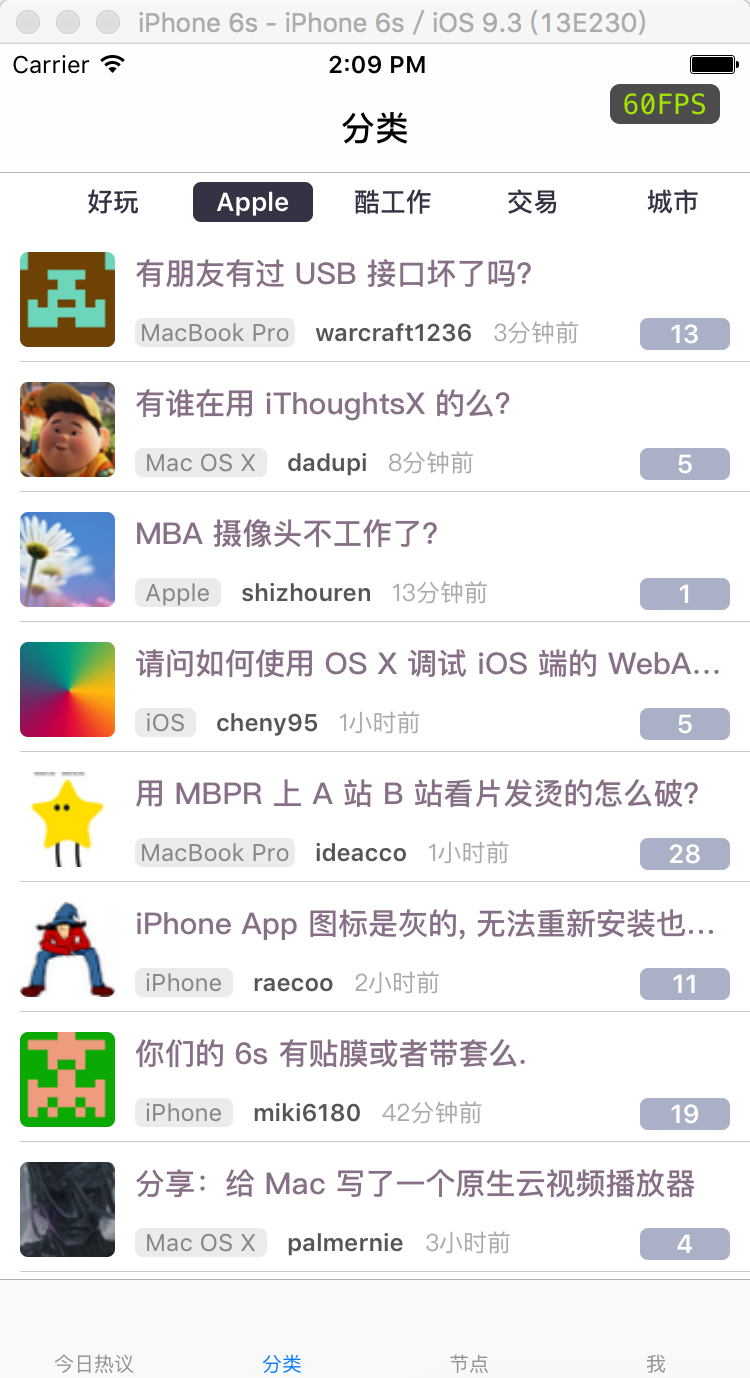 iPhone 6s - iPhone 6s / iOS 9.3 (13E230)
Carrier 2:09 PM
60FPS
分类
好玩 Apple 酷工作 交易 城市
有朋友有过 USB 接口坏了吗?
MacBook Pro warcraft1236 3分钟前 13
有谁在用 iThoughtsX 的么?
Mac OS X dadupi 8分钟前 5
MBA 摄像头不工作了?
Apple shizhouren 13分钟前 1
请问如何使用 OS X 调试 iOS 端的 WebA...
iOS cheny95 1小时前 5
用 MBPR 上 A 站 B 站看片发烫的怎么破?
MacBook Pro ideacco 1小时前 28
iPhone App 图标是灰的, 无法重新安装也...
iPhone raecoo 2小时前 11
你们的 6s 有贴膜或者带套么.
iPhone miki6180 42分钟前 19
分享：给 Mac 写了一个原生云视频播放器
Mac OS X palmernie 3小时前 4
今日热议 分类 节点 我